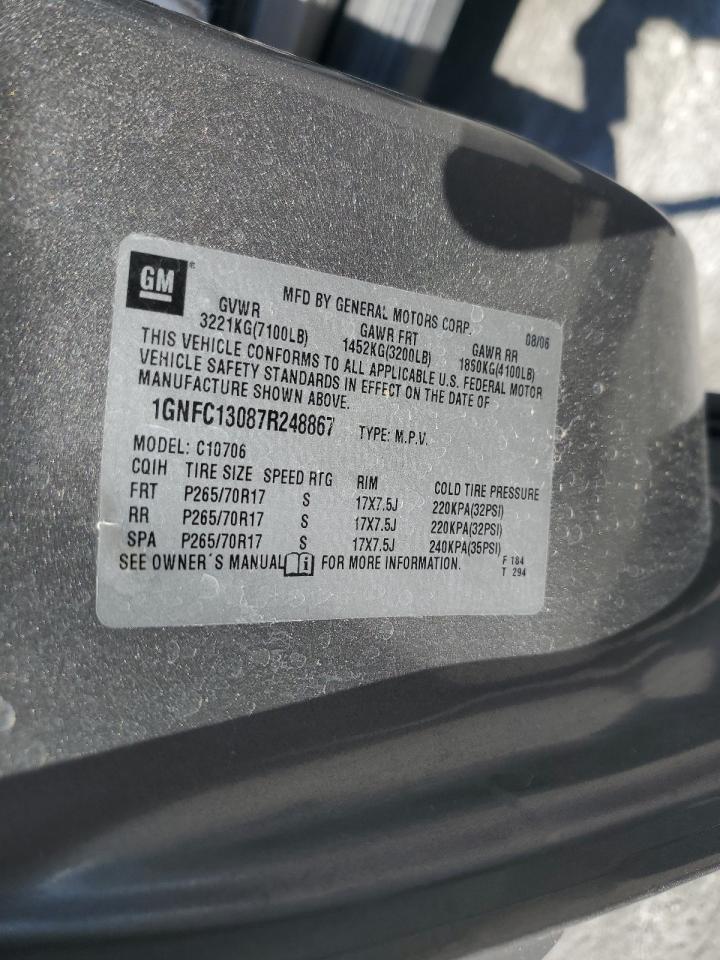 GM
MFD BY GENERAL MOTORS CORP. 08/06
GVWR GAWR FRT GAWR RR
3221KG(7100LB) 1452KG(3200LB) 1860KG(4100LB)
THIS VEHICLE CONFORMS TO ALL APPLICABLE U.S. FEDERAL MOTOR
VEHICLE SAFETY STANDARDS IN EFFECT ON THE DATE OF
MANUFACTURE SHOWN ABOVE.
1GNFC13087R248867 TYPE: M.P.V.
MODEL: C10706
CQIH TIRE SIZE SPEED RTG RIM COLD TIRE PRESSURE
FRT P265/70R17 S 17X7.5J 220KPA(32PSI)
RR P265/70R17 S 17X7.5J 220KPA(32PSI)
SPA P265/70R17 S 17X7.5J 240KPA(35PSI)
SEE OWNER'S MANUAL i FOR MORE INFORMATION. F 184
T 294